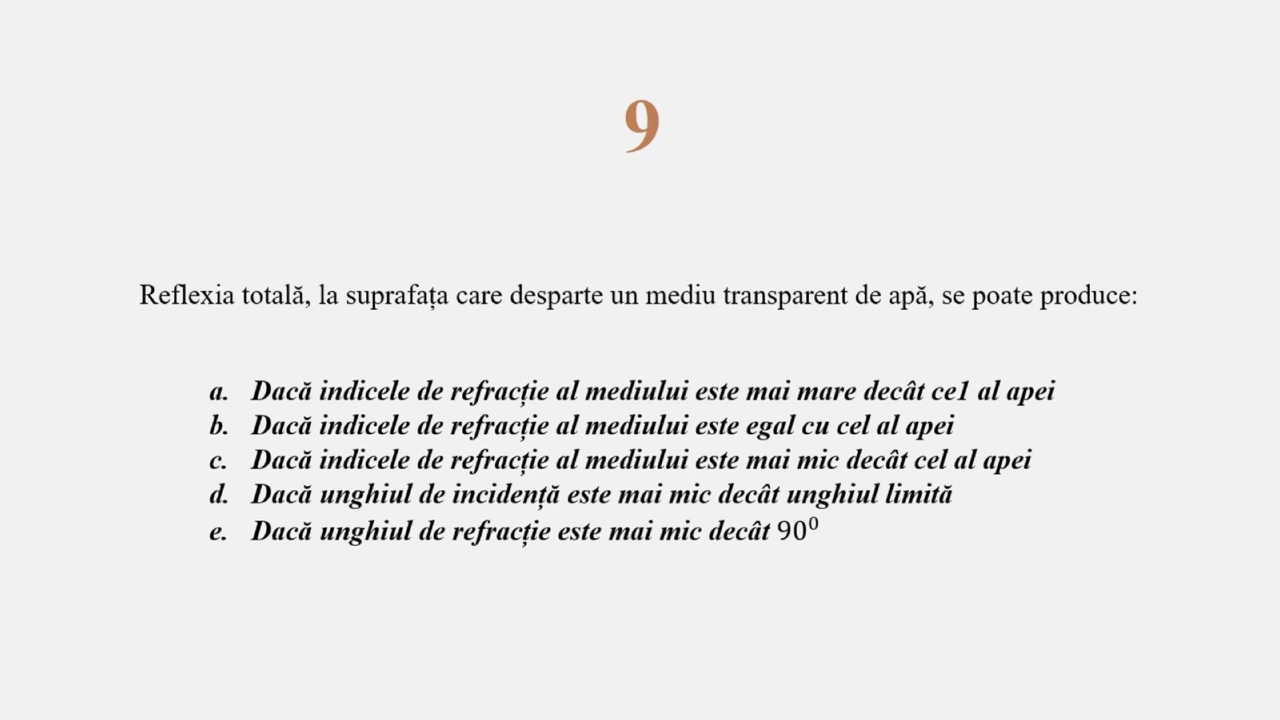 9
Reflexia totală, la suprafața care desparte un mediu transparent de apă, se poate produce:
a. Dacă indicele de refracție al mediului este mai mare decât ce1 al apei
b. Dacă indicele de refracție al mediului este egal cu cel al apei
c. Dacă indicele de refracție al mediului este mai mic decât cel al apei
d. Dacă unghiul de incidență este mai mic decât unghiul limită
e. Dacă unghiul de refracție este mai mic decât 90⁰